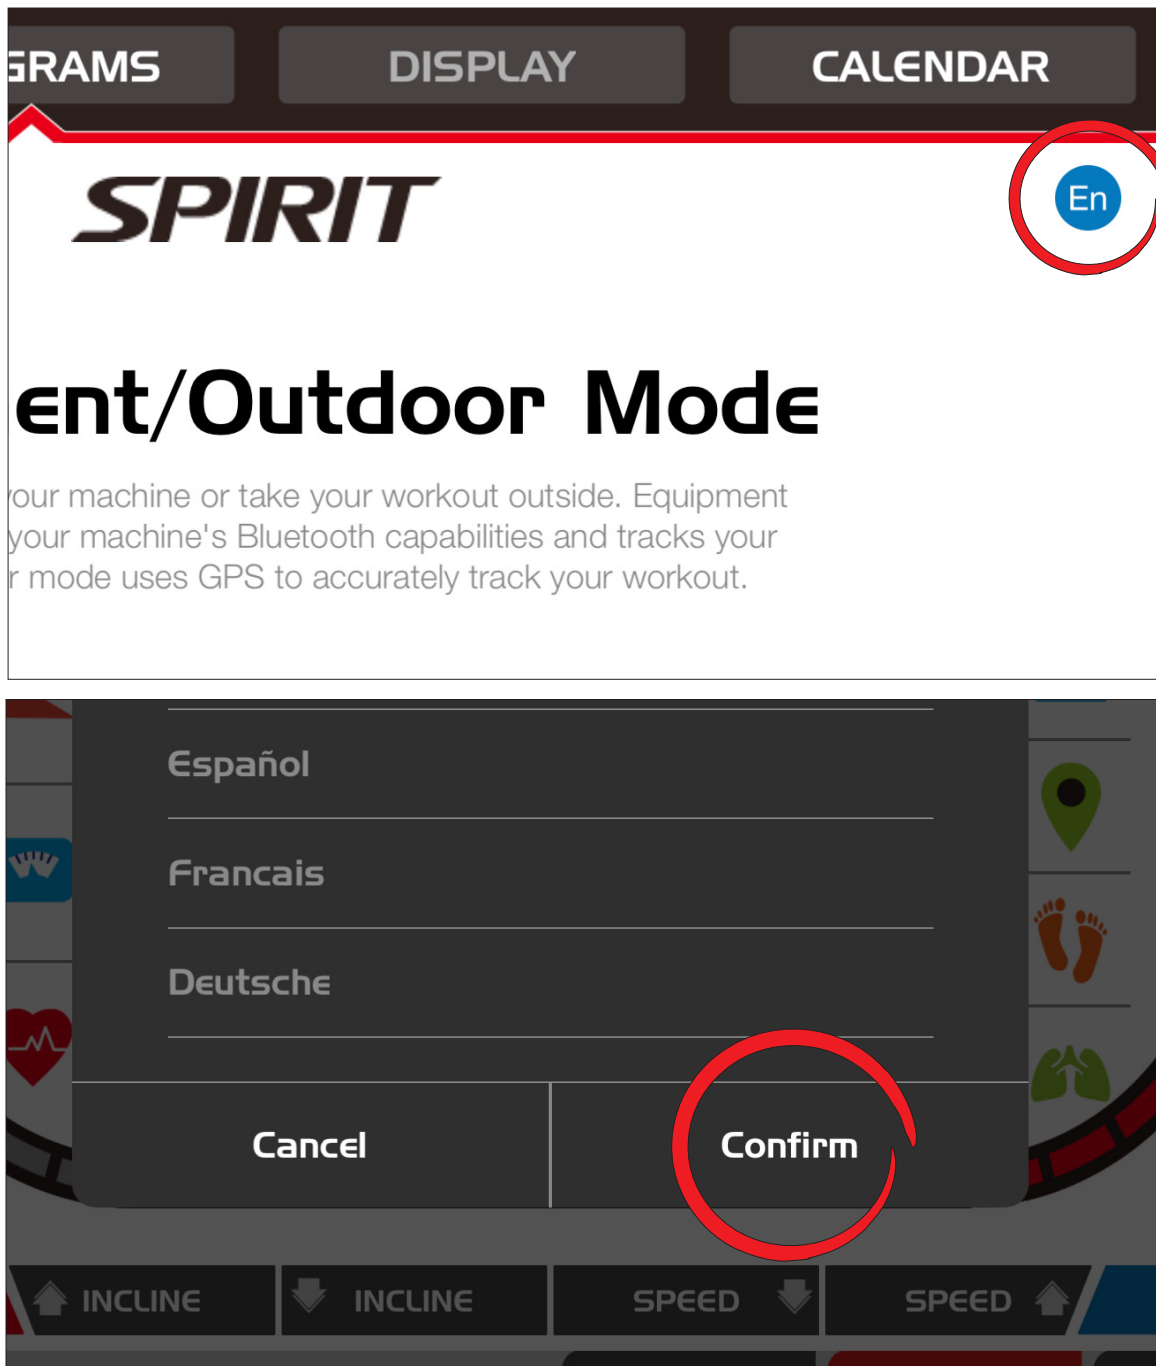 GRAMS
DISPLAY
CALENDAR
SPIRIT
En
ent/Outdoor Mode
your machine or take your workout outside. Equipment
your machine's Bluetooth capabilities and tracks your
r mode uses GPS to accurately track your workout.
Español
Francais
Deutsche
Cancel
Confirm
INCLINE
INCLINE
SPEED
SPEED